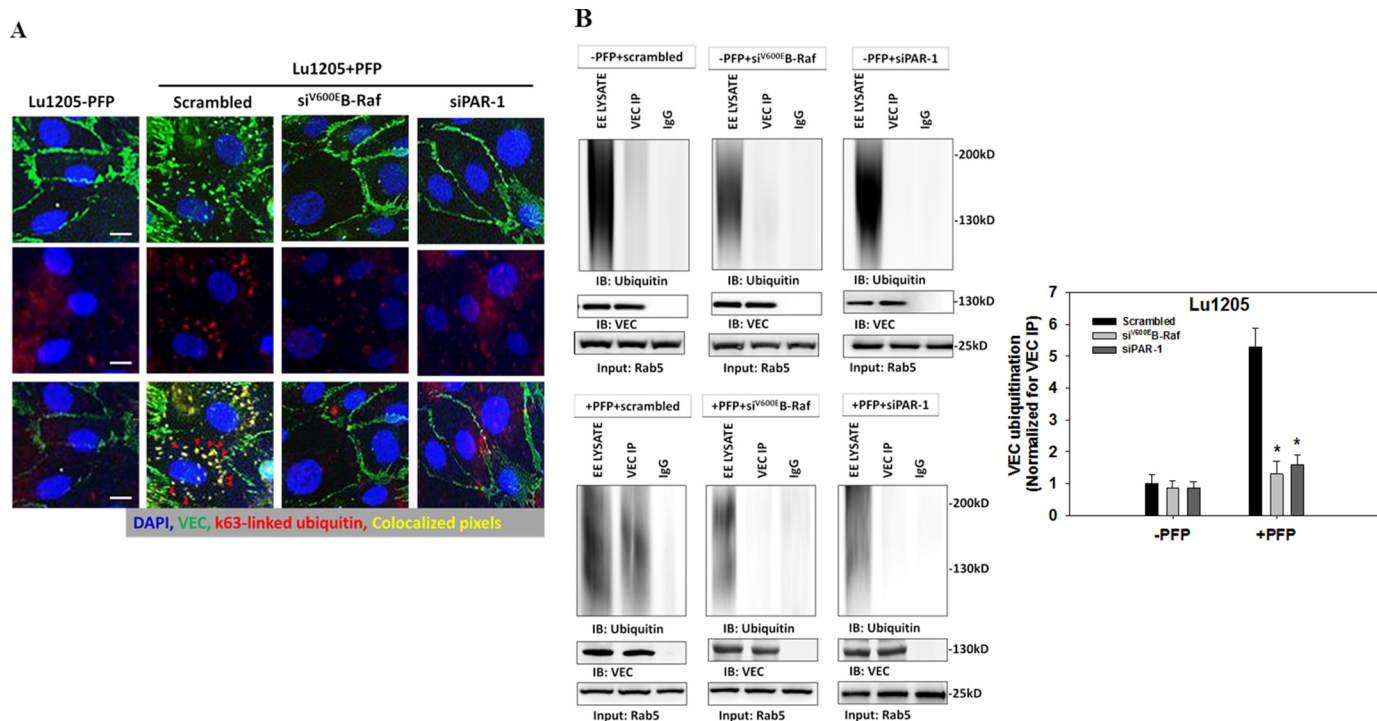 A
Lu1205+PFP
Lu1205-PFP
Scrambled
siV600EB-Raf
siPAR-1
DAPI, VEC, k63-linked ubiquitin, Colocalized pixels
B
-PFP+scrambled
-PFP+siV600EB-Raf
-PFP+siPAR-1
EE LYSATE
VEC IP
IgG
EE LYSATE
VEC IP
IgG
EE LYSATE
VEC IP
IgG
-200kD
-130kD
IB: Ubiquitin
IB: Ubiquitin
IB: Ubiquitin
-130kD
IB: VEC
IB: VEC
IB: VEC
-25kD
Input: Rab5
Input: Rab5
Input: Rab5
+PFP+scrambled
+PFP+siV600EB-Raf
+PFP+siPAR-1
EE LYSATE
VEC IP
IgG
EE LYSATE
VEC IP
IgG
EE LYSATE
VEC IP
IgG
-200kD
-130kD
IB: Ubiquitin
IB: Ubiquitin
IB: Ubiquitin
-130kD
IB: VEC
IB: VEC
IB: VEC
-25kD
Input: Rab5
Input: Rab5
Input: Rab5
Lu1205
Scrambled
siV600EB-Raf
siPAR-1
VEC ubiquitination
(Normalized for VEC IP)
7
6
5
4
3
2
1
0
*
*
-PFP
+PFP